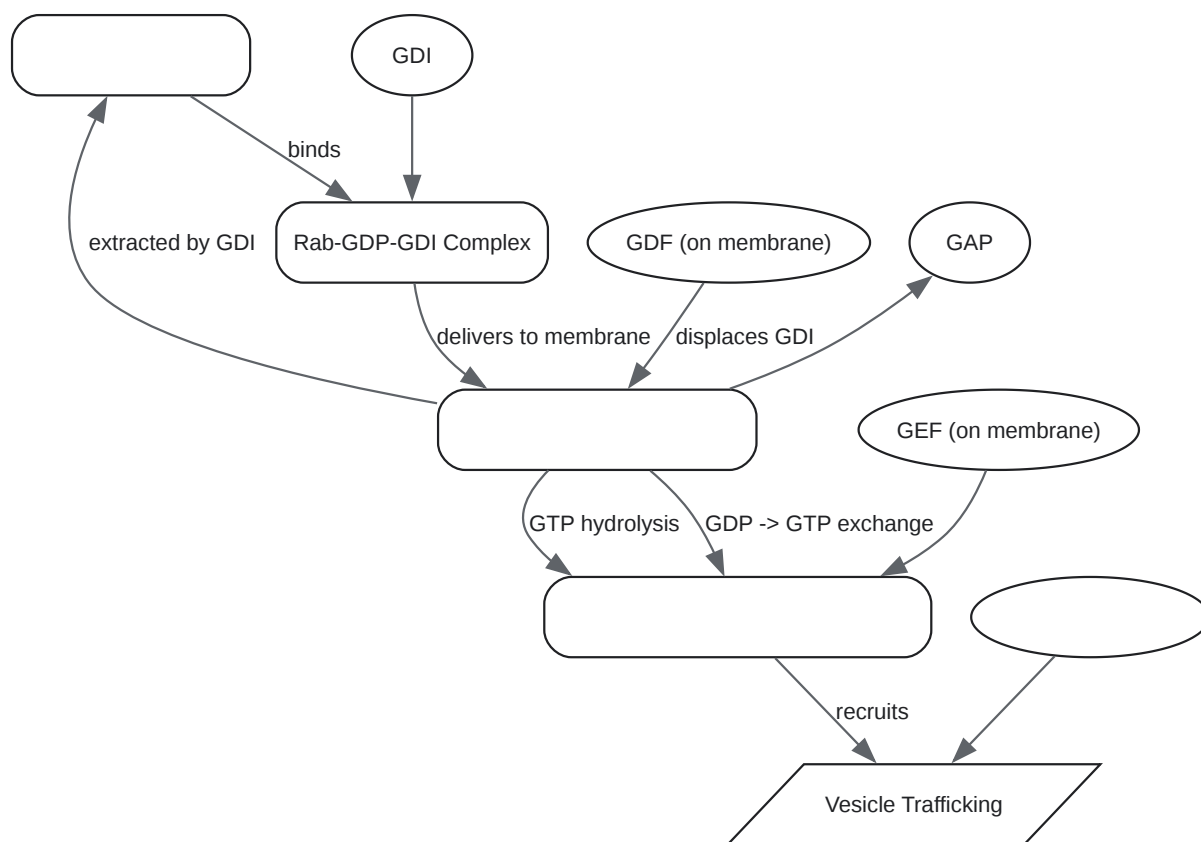 GDI
binds
extracted by GDI
Rab-GDP-GDI Complex
GDF (on membrane)
GAP
delivers to membrane
displaces GDI
GEF (on membrane)
GTP hydrolysis
GDP -> GTP exchange
recruits
Vesicle Trafficking